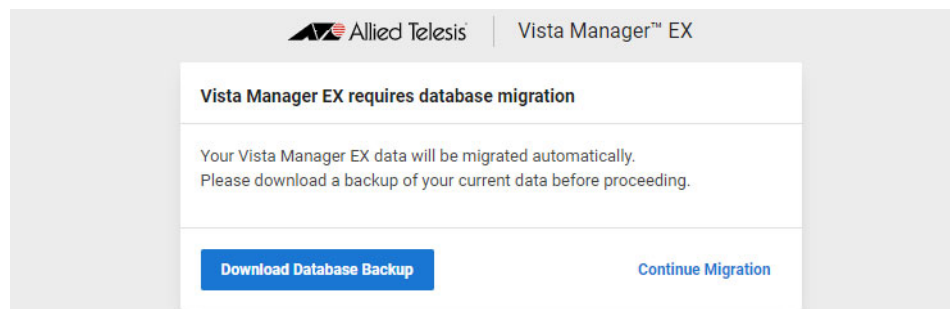 Allied Telesis Vista Manager™ EX
Vista Manager EX requires database migration
Your Vista Manager EX data will be migrated automatically.
Please download a backup of your current data before proceeding.
Download Database Backup Continue Migration